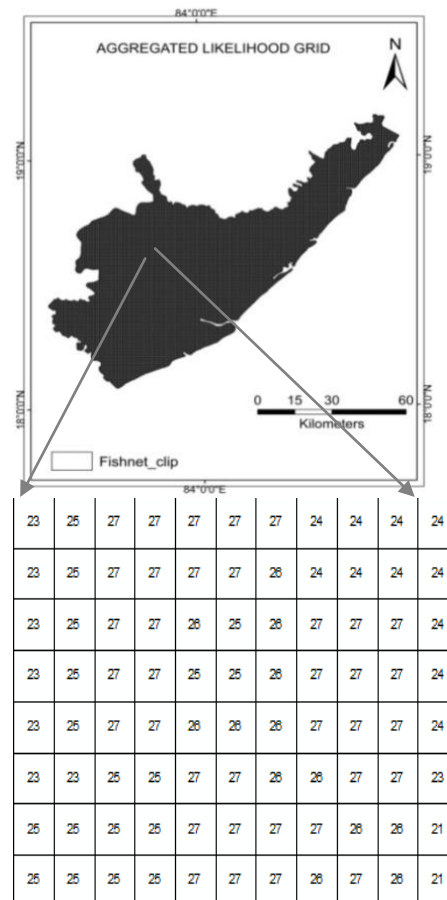 84°0'0"E
AGGREGATED LIKELIHOOD GRID
N
19°0'0"N
19°0'0"N
0 15 30 60
Kilometers
18°0'0"N
18°0'0"N
Fishnet_clip
84°0'0"E
23 25 27 27 27 27 27 24 24 24 24
23 25 27 27 27 27 26 24 24 24 24
23 25 27 27 26 25 26 27 27 27 24
23 25 27 27 25 25 26 27 27 27 24
23 25 27 27 26 26 26 27 27 27 24
23 23 25 25 27 27 26 26 27 27 23
25 25 25 25 27 27 27 27 26 26 21
25 25 25 25 27 27 27 26 27 26 21